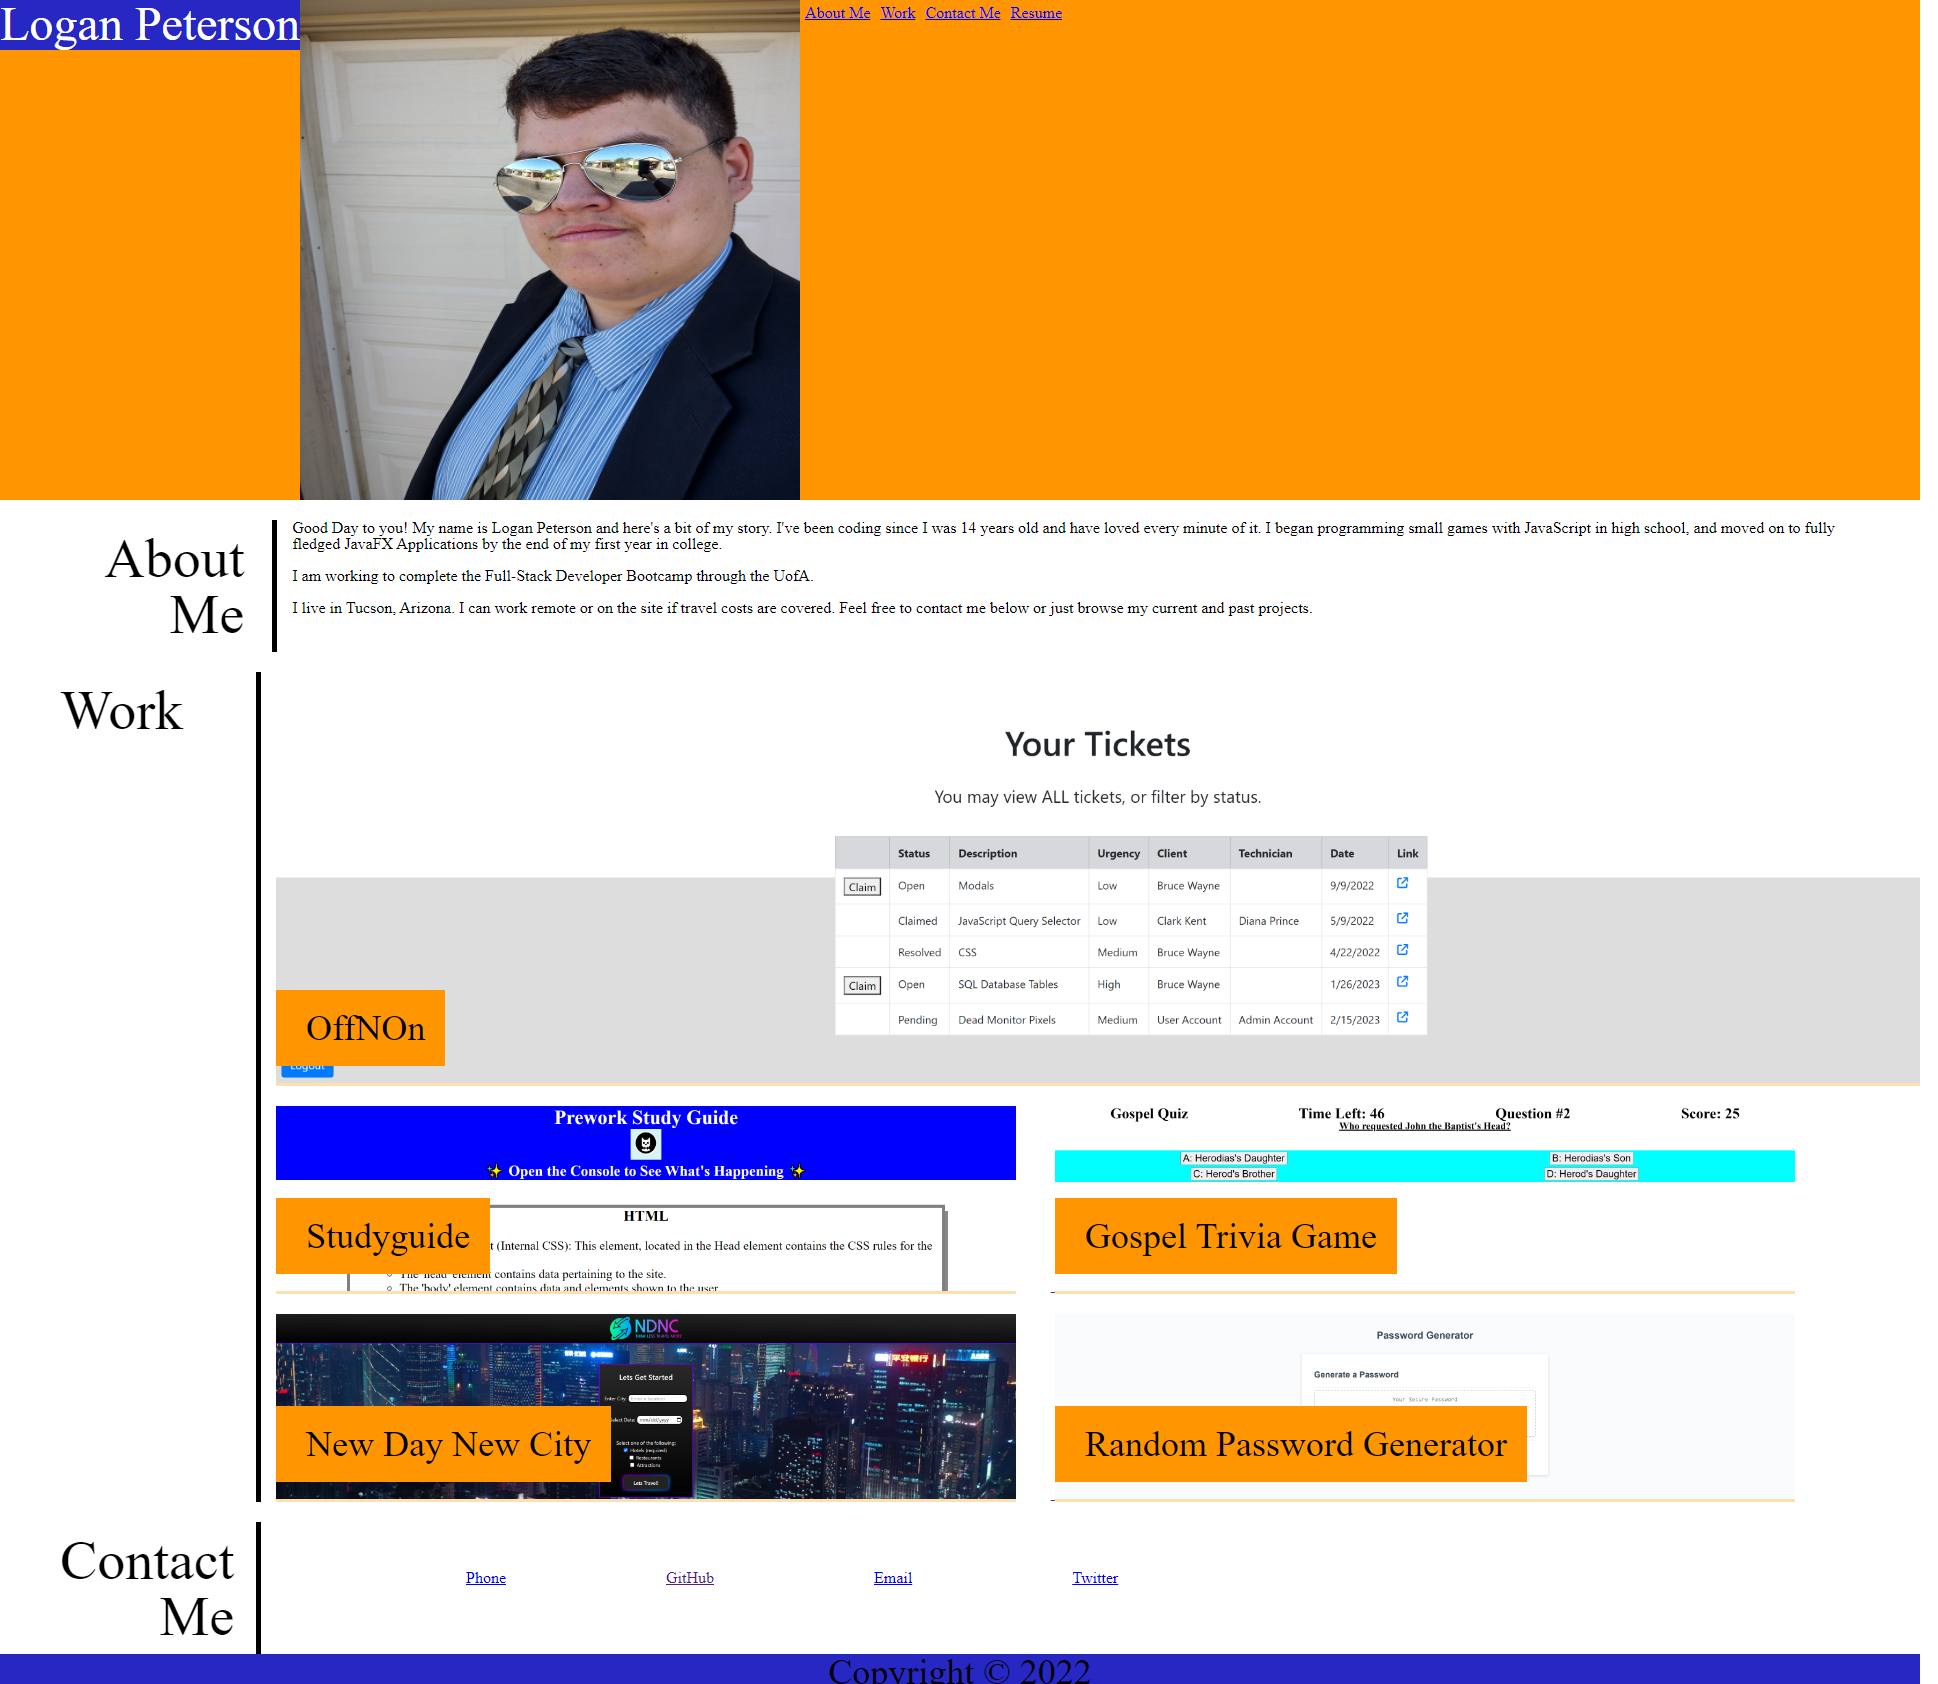 Logan Peterson
About Me Work Contact Me Resume
About
Me
Good Day to you! My name is Logan Peterson and here's a bit of my story. I've been coding since I was 14 years old and have loved every minute of it. I began programming small games with JavaScript in high school, and moved on to fully
fledged JavaFX Applications by the end of my first year in college.
I am working to complete the Full-Stack Developer Bootcamp through the UofA.
I live in Tucson, Arizona. I can work remote or on the site if travel costs are covered. Feel free to contact me below or just browse my current and past projects.
Work
Your Tickets
You may view ALL tickets, or filter by status.
Status Description Urgency Client Technician Date Link
Claim Open Modals Low Bruce Wayne 9/9/2022
Claimed JavaScript Query Selector Low Clark Kent Diana Prince 5/9/2022
Resolved CSS Medium Bruce Wayne 4/22/2022
Claim Open SQL Database Tables High Bruce Wayne 1/26/2023
Pending Dead Monitor Pixels Medium User Account Admin Account 2/15/2023
OffNOn
Logout
Prework Study Guide
✨ Open the Console to See What's Happening ✨
HTML
t (Internal CSS): This element, located in the Head element contains the CSS rules for the
The 'head' element contains data pertaining to the site.
The 'body' element contains data and elements shown to the user
Studyguide
Gospel Quiz Time Left: 46 Question #2 Score: 25
Who requested John the Baptist's Head?
A: Herodias's Daughter B: Herodias's Son
C: Herod's Brother D: Herod's Daughter
Gospel Trivia Game
NDNC
THINK LESS TRAVEL MORE
平安银行
Lets Get Started
Enter City: Enter a location
Select Date: mm/dd/yyyy
Select one of the following:
Hotels (required)
Restaurants
Attractions
Lets Travel!
New Day New City
Password Generator
Generate a Password
Your Secure Password
Random Password Generator
Contact
Me
Phone GitHub Email Twitter
Copyright © 2022